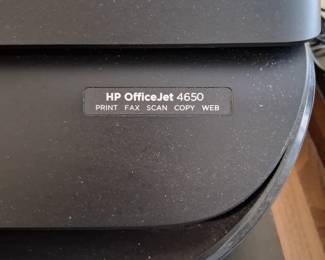 HP OfficeJet 4650
PRINT FAX SCAN COPY WEB